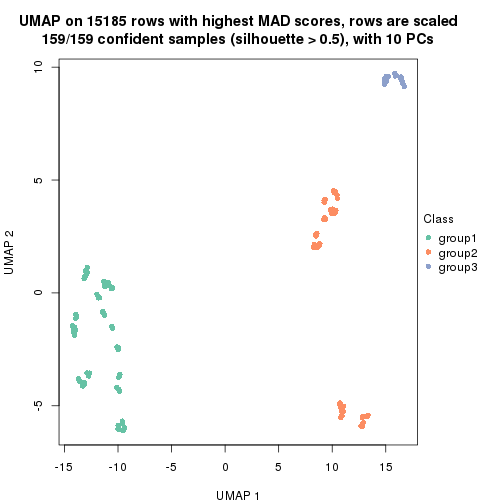 UMAP on 15185 rows with highest MAD scores, rows are scaled
159/159 confident samples (silhouette > 0.5), with 10 PCs
10
5
0
-5
UMAP 2
Class
group1
group2
group3
-15 -10 -5 0 5 10 15
UMAP 1